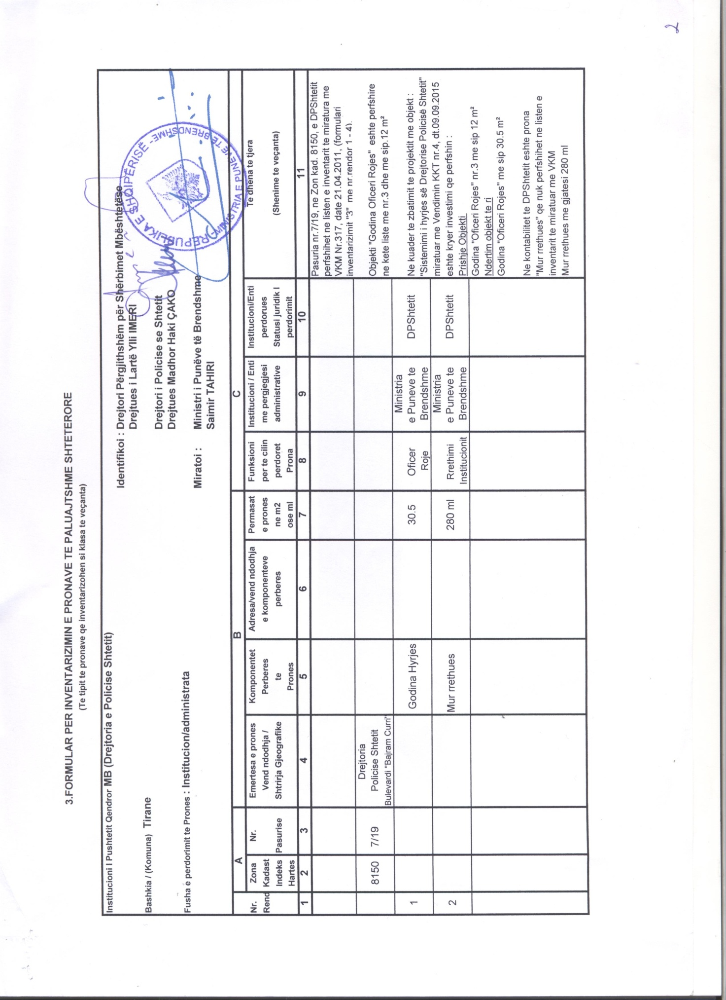 3.FORMULAR PER INVENTARIZIMIN E PRONAVE TE PALUAJTSHME SHTETERORE
(Te tipit te pronave qe inventarizohen si klasa te veçanta)
Institucioni I Pushtetit Qendror MB (Drejtoria e Policise Shtetit)
Bashkia / (Komuna) Tirane
Fusha e perdorimit te Prones : Institucion/administrata
Identifikoi : Drejtori Përgjithshëm për Shërbimet Mbështetëse
Drejtues i Lartë Ylli IMERI
Drejtori i Policise se Shtetit
Drejtues Madhor Haki ÇAKO
Miratoi : Ministri i Punëve të Brendshme
Saimir TAHIRI
REPUBLIKA E SHQIPËRISË - MINISTRIA E PUNËVE TË BRENDSHME
A B C
Nr. Rend
Zona Kadast Indeks Hartes
Nr. Pasurise
Emertesa e prones Vend ndodhja / Shtrirja Gjeografike
Komponentet Perberes te Prones
Adresa/vend ndodhja e komponenteve perberes
Permasat e prones ne m2 ose ml
Funksioni per te cilin perdoret Prona
Institucioni / Enti me pergjegjesi administrative
Institucioni/Enti perdorues Statusi juridik I perdorimit
Te dhena te tjera (Shenime te veçanta)
1 2 3 4 5 6 7 8 9 10 11
8150 7/19 Drejtoria Policise Shtetit Bulevardi "Bajram Curri"
1 Godina Hyrjes 30.5 Oficer Roje Ministria e Puneve te Brendshme DPShtetit
2 Mur rrethues 280 ml Rrethimi Institucionit Ministria e Puneve te Brendshme DPShtetit
Pasuria nr.7/19, ne Zon kad. 8150, e DPShtetit
perfshihet ne listen e inventarit te miratura me
VKM Nr.317, date 21.04.2011, (formulari
inventarizimit "3" me nr.rendor 1 - 4).
Objekti "Godina Oficeri Rojes" eshte perfshire
ne kete liste me nr.3 dhe me sip.12 m²
Ne kuader te zbatimit te projektit me objekt :
"Sistemimi i hyrjes së Drejtorise Policisë Shtetit"
miratuar me Vendimin KKT nr.4, dt.09.09.2015
eshte kryer investimi qe perfshin :
Prishje Objekti
Godina "Oficeri Rojes" nr.3 me sip 12 m²
Ndertim objekt te ri
Godina "Oficeri Rojes" me sip 30.5 m²
Ne kontabilitet te DPShtetit eshte prona
"Mur rrethues" qe nuk perfshihet ne listen e
inventarit te miratuar me VKM
Mur rrethues me gjatesi 280 ml
2